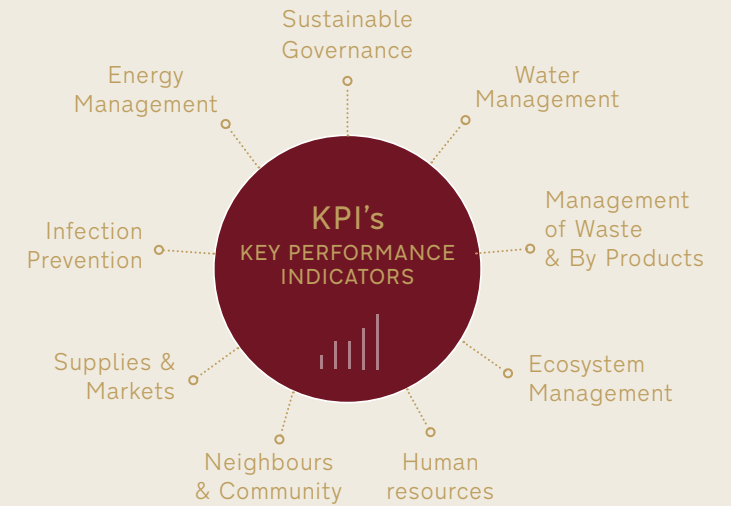 Sustainable
Governance
Energy
Management
Water
Management
KPI's
KEY PERFORMANCE
INDICATORS
Management
of Waste
& By Products
Infection
Prevention
Supplies &
Markets
Ecosystem
Management
Neighbours
& Community
Human
resources